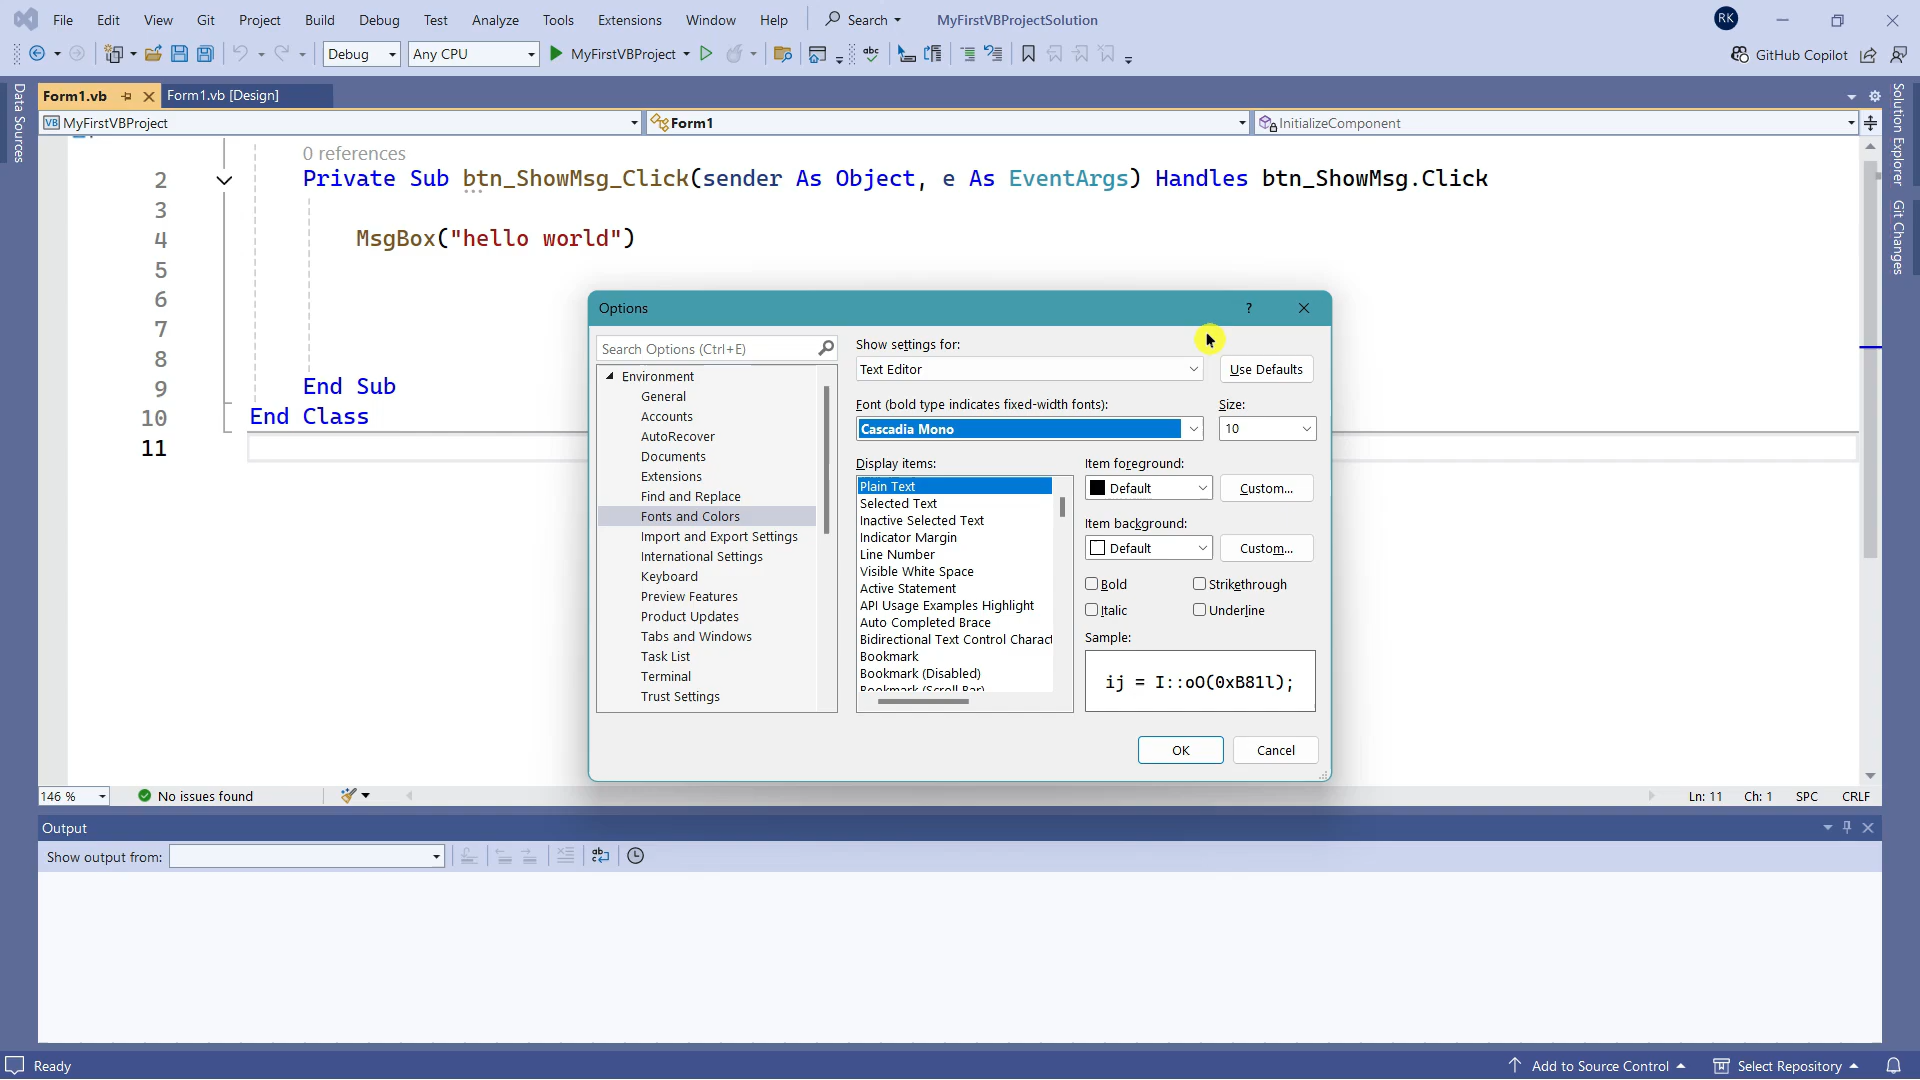 File Edit View Git Project Build Debug Test Analyze Tools Extensions Window Help Search MyFirstVBProjectSolution RK
Debug Any CPU MyFirstVBProject GitHub Copilot
Data Sources
Form1.vb Form1.vb [Design]
VB MyFirstVBProject Form1 InitializeComponent
Solution Explorer
Git Changes
0 references
2 Private Sub btn_ShowMsg_Click(sender As Object, e As EventArgs) Handles btn_ShowMsg.Click
3
4 MsgBox("hello world")
5
6
7
8
9 End Sub
10 End Class
11
Options ?
Search Options (Ctrl+E)
Environment
General
Accounts
AutoRecover
Documents
Extensions
Find and Replace
Fonts and Colors
Import and Export Settings
International Settings
Keyboard
Preview Features
Product Updates
Tabs and Windows
Task List
Terminal
Trust Settings
Show settings for:
Text Editor Use Defaults
Font (bold type indicates fixed-width fonts): Size:
Cascadia Mono 10
Display items:
Plain Text
Selected Text
Inactive Selected Text
Indicator Margin
Line Number
Visible White Space
Active Statement
API Usage Examples Highlight
Auto Completed Brace
Bidirectional Text Control Charact
Bookmark
Bookmark (Disabled)
Bookmark (Scroll Bar)
Item foreground:
Default Custom...
Item background:
Default Custom...
Bold Strikethrough
Italic Underline
Sample:
ij = I::oO(0xB81l);
OK Cancel
146 % No issues found Ln: 11 Ch: 1 SPC CRLF
Output
Show output from:
Ready Add to Source Control Select Repository